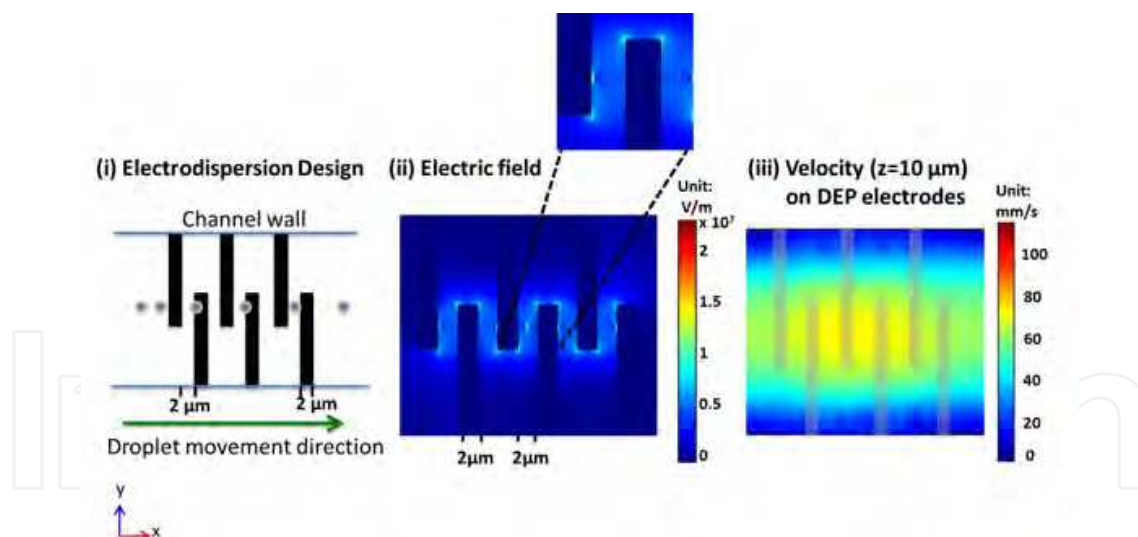 (i) Electrodispersion Design
Channel wall
2 μm
2 μm
Droplet movement direction
y
x
(ii) Electric field
Unit:
V/m
x 10⁷
2
1.5
1
0.5
0
2μm
2μm
(iii) Velocity (z=10 μm)
on DEP electrodes
Unit:
mm/s
100
80
60
40
20
0